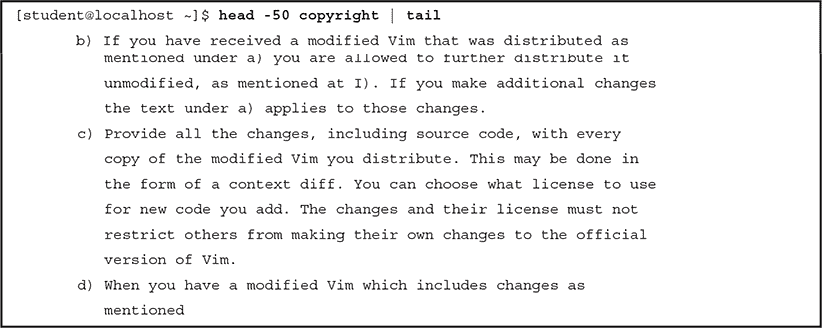 [student@localhost ~]$ head -50 copyright | tail
b) If you have received a modified Vim that was distributed as
mentioned under a) you are allowed to further distribute it
unmodified, as mentioned at I). If you make additional changes
the text under a) applies to those changes.
c) Provide all the changes, including source code, with every
copy of the modified Vim you distribute. This may be done in
the form of a context diff. You can choose what license to use
for new code you add. The changes and their license must not
restrict others from making their own changes to the official
version of Vim.
d) When you have a modified Vim which includes changes as
mentioned